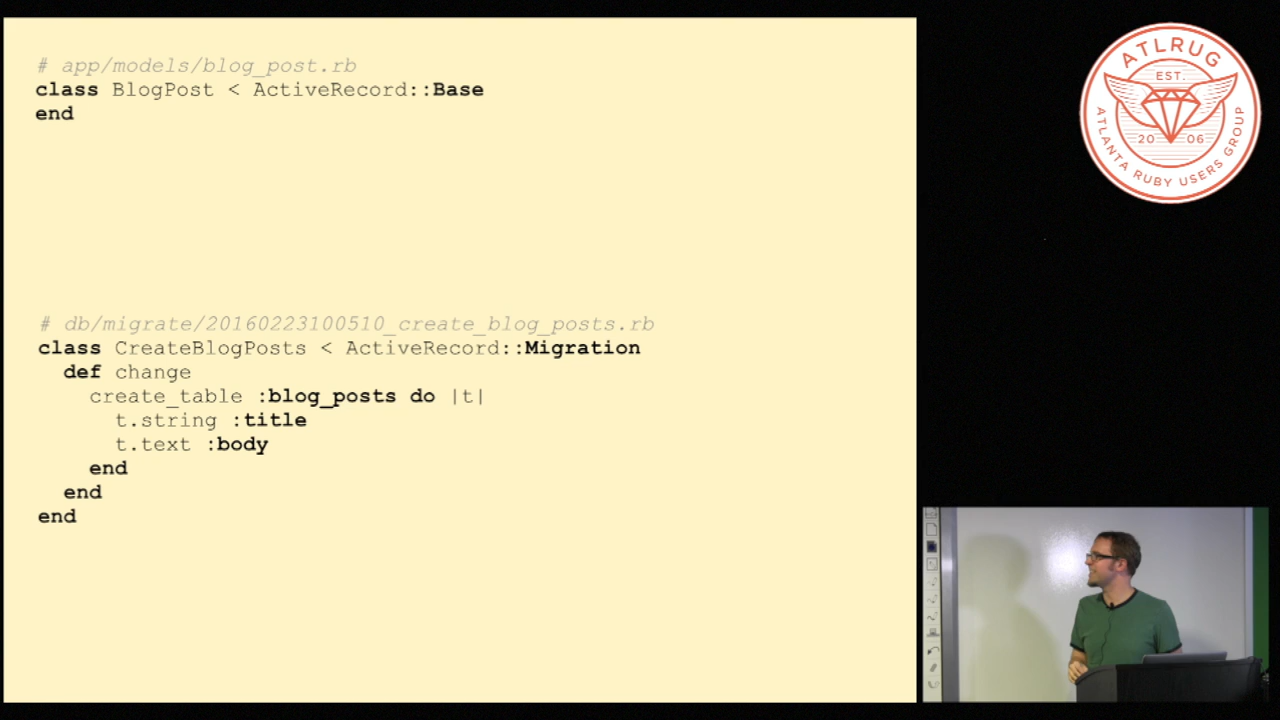 # app/models/blog_post.rb
class BlogPost < ActiveRecord::Base
end
# db/migrate/20160223100510_create_blog_posts.rb
class CreateBlogPosts < ActiveRecord::Migration
  def change
    create_table :blog_posts do |t|
      t.string :title
      t.text :body
    end
  end
end
ATLRUG
EST.
20 06
ATLANTA RUBY USERS GROUP